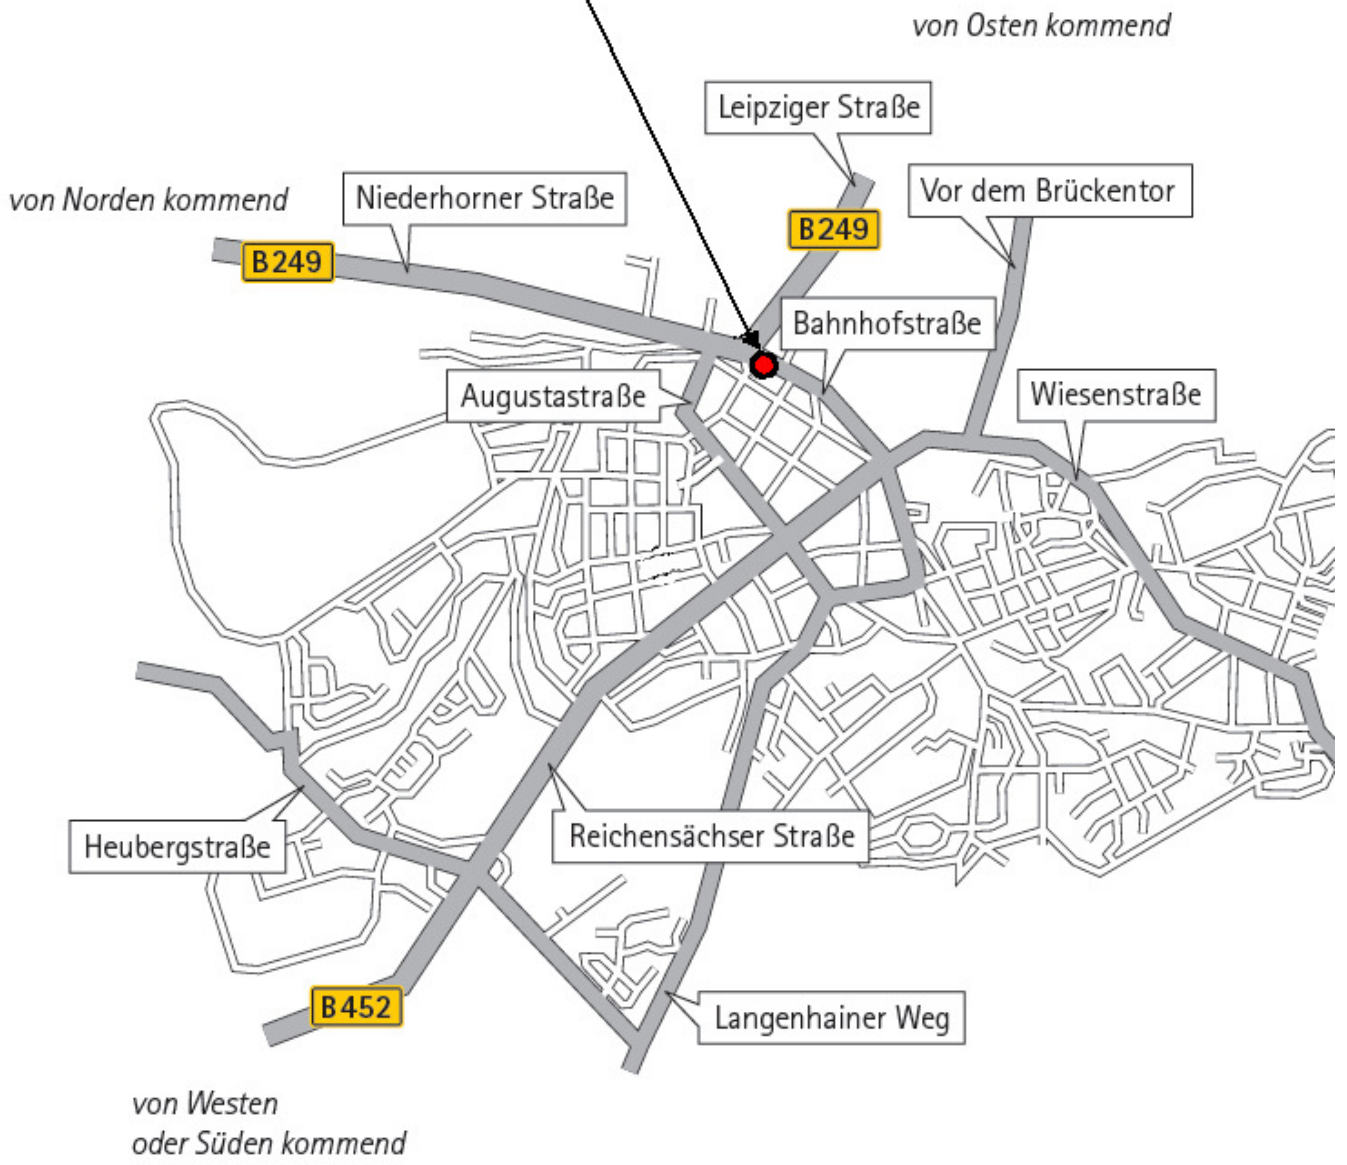 von Osten kommend
Leipziger Straße
von Norden kommend
Niederhorner Straße
Vor dem Brückentor
B249
B249
Bahnhofstraße
Augustastraße
Wiesenstraße
Heubergstraße
Reichensächser Straße
B452
Langenhainer Weg
von Westen
oder Süden kommend